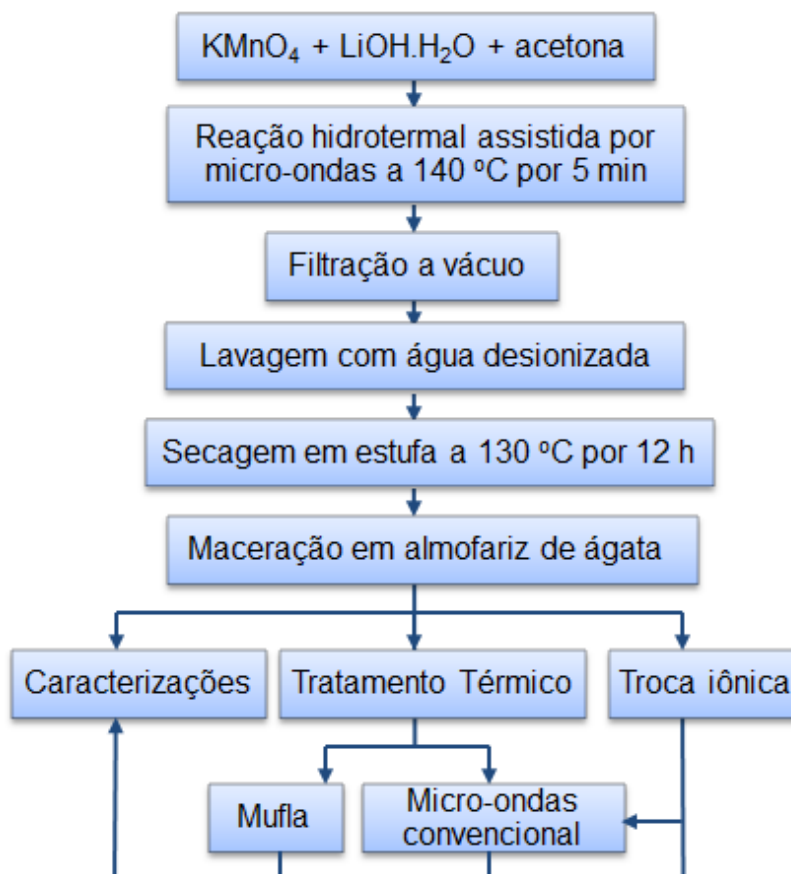 KMnO₄ + LiOH.H₂O + acetona
Reação hidrotermal assistida por
micro-ondas a 140 ºC por 5 min
Filtração a vácuo
Lavagem com água desionizada
Secagem em estufa a 130 ºC por 12 h
Maceração em almofariz de ágata
Caracterizações
Tratamento Térmico
Troca iônica
Mufla
Micro-ondas
convencional